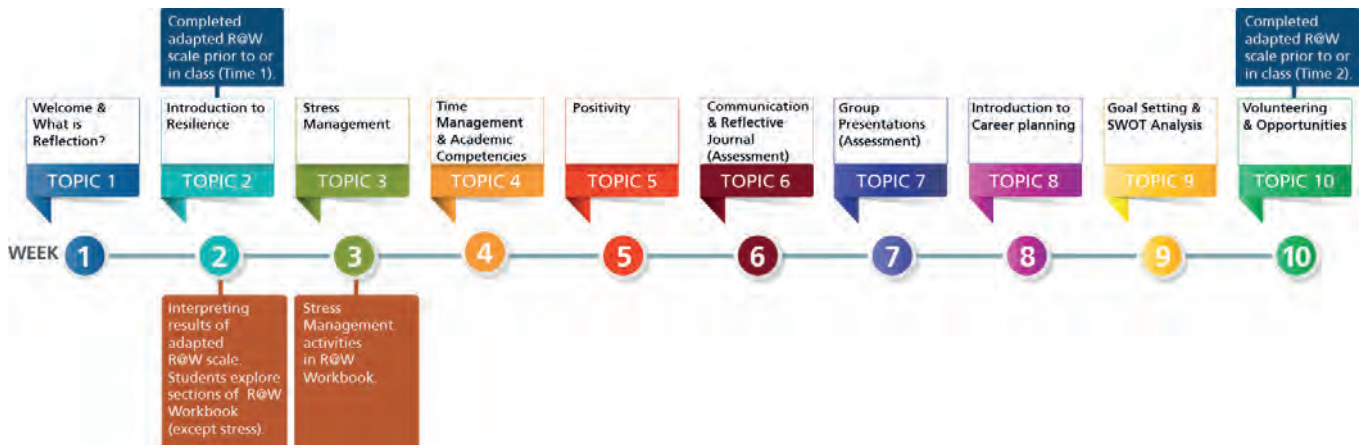 Completed
adapted R@W
scale prior to or
in class (Time 1).
Completed
adapted R@W
scale prior to or
in class (Time 2).
Welcome &
What is
Reflection?
TOPIC 1
Introduction to
Resilience
TOPIC 2
Stress
Management
TOPIC 3
Time
Management
& Academic
Competencies
TOPIC 4
Positivity
TOPIC 5
Communication
& Reflective
Journal
(Assessment)
TOPIC 6
Group
Presentations
(Assessment)
TOPIC 7
Introduction to
Career planning
TOPIC 8
Goal Setting &
SWOT Analysis
TOPIC 9
Volunteering
& Opportunities
TOPIC 10
WEEK 1 2 3 4 5 6 7 8 9 10
Interpreting
results of
adapted
R@W scale.
Students explore
sections of R@W
Workbook
(except stress).
Stress
Management
activities
in R@W
Workbook.